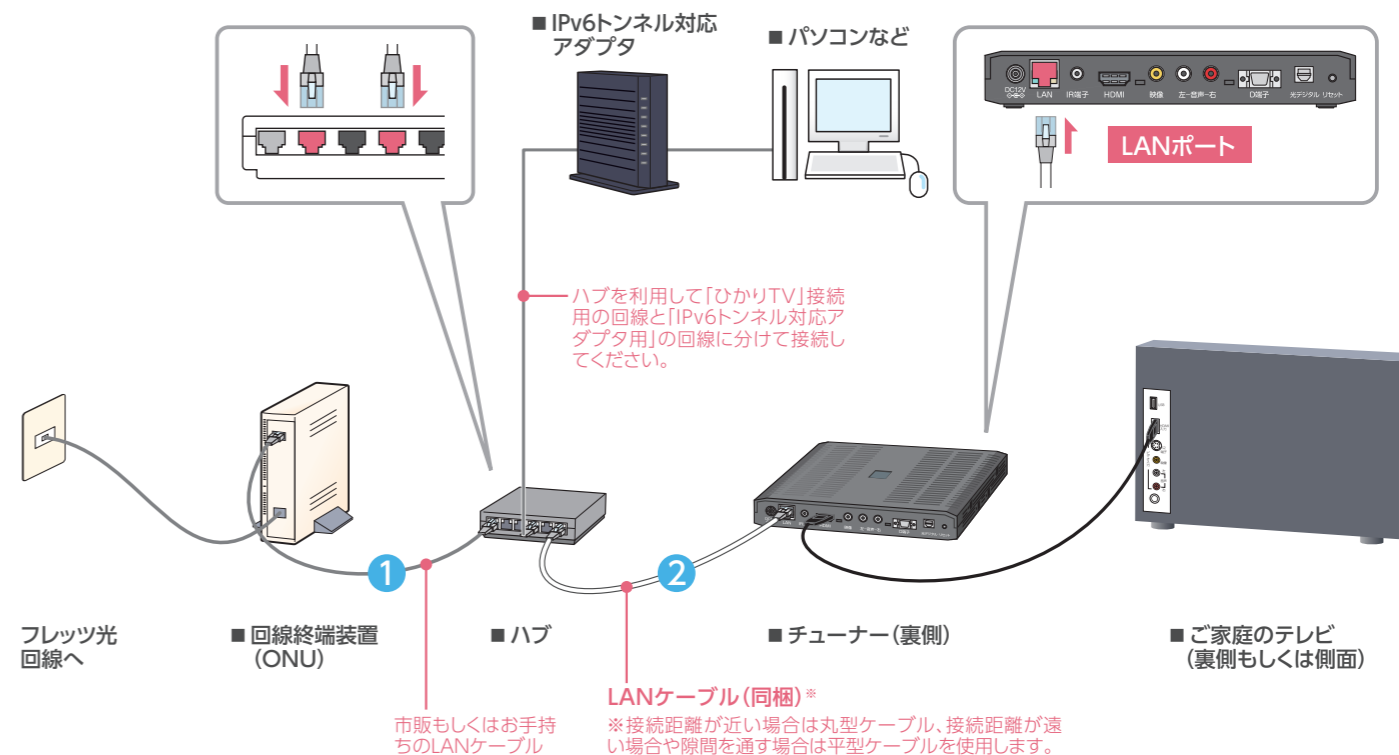 ■ IPv6トンネル対応
アダプタ
■ パソコンなど
DC12V
LAN
IR端子
HDMI
映像
左−音声−右
D端子
光デジタル
リセット
LANポート
ハブを利用して「ひかりTV」接続
用の回線と「IPv6トンネル対応ア
ダプタ用」の回線に分けて接続し
てください。
1
2
フレッツ光
回線へ
■ 回線終端装置
(ONU)
■ ハブ
■ チューナー(裏側)
■ ご家庭のテレビ
(裏側もしくは側面)
市販もしくはお手持
ちのLANケーブル
LANケーブル(同梱)※
※接続距離が近い場合は丸型ケーブル、接続距離が遠
い場合や隙間を通す場合は平型ケーブルを使用します。